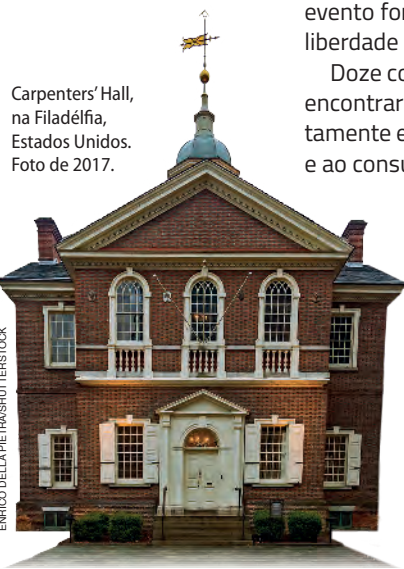 evento for
liberdade
Doze co
encontrar
tamente e
e ao consu
Carpenters' Hall,
na Filadélfia,
Estados Unidos.
Foto de 2017.
ENRICO DELLA PIETRA/SHUTTERSTOCK